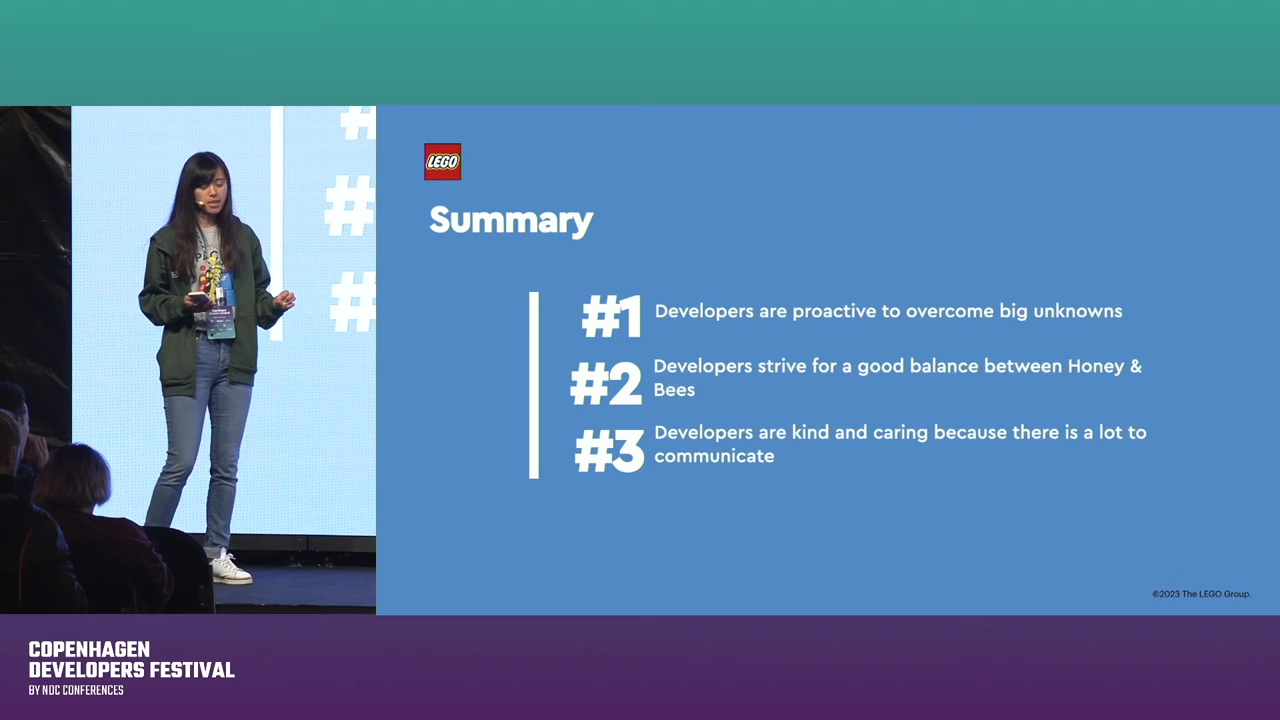 LEGO
Summary
#1 Developers are proactive to overcome big unknowns
#2 Developers strive for a good balance between Honey &
Bees
#3 Developers are kind and caring because there is a lot to
communicate
©2023 The LEGO Group.
COPENHAGEN
DEVELOPERS FESTIVAL
BY NDC CONFERENCES